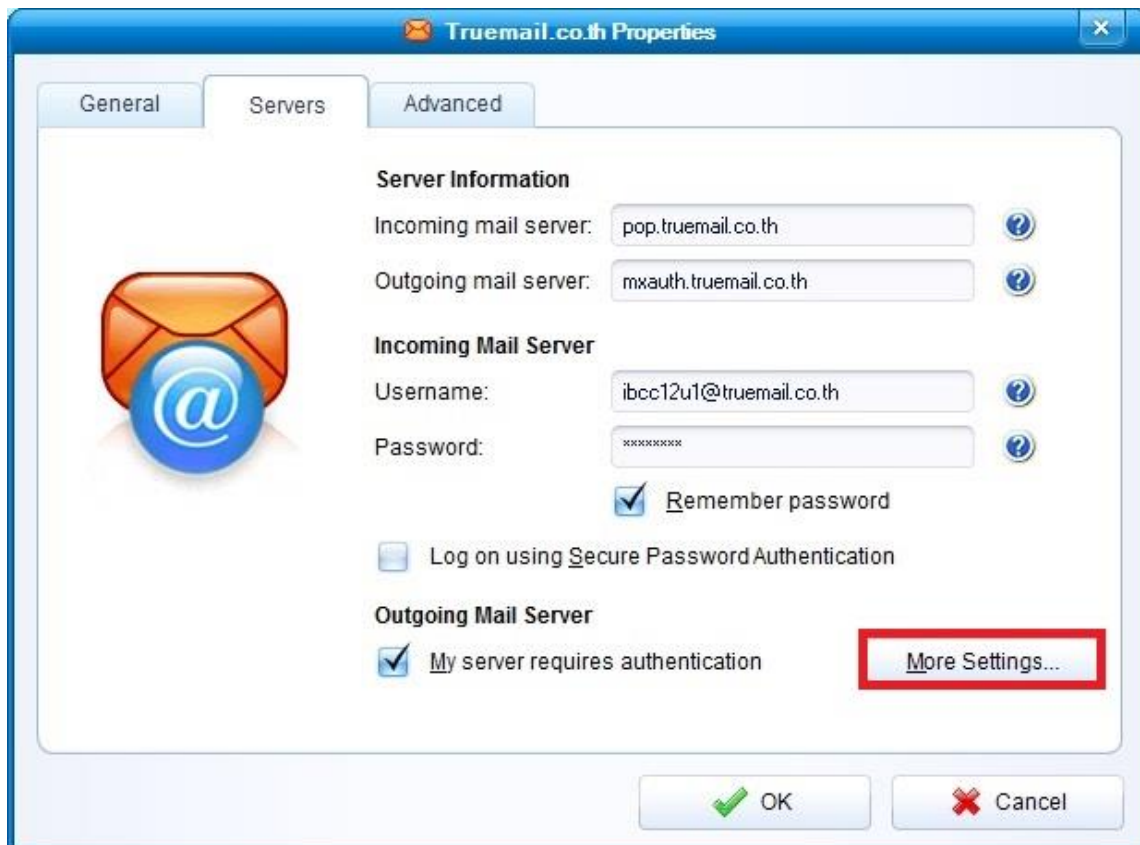 Truemail.co.th Properties
General Servers Advanced
Server Information
Incoming mail server: pop.truemail.co.th
Outgoing mail server: mxauth.truemail.co.th
Incoming Mail Server
Username: ibcc12u1@truemail.co.th
Password: ********
Remember password
Log on using Secure Password Authentication
Outgoing Mail Server
My server requires authentication More Settings...
OK Cancel